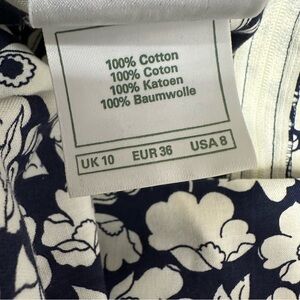 100% Cotton
100% Coton
100% Katoen
100% Baumwolle
UK 10 EUR 36 USA 8